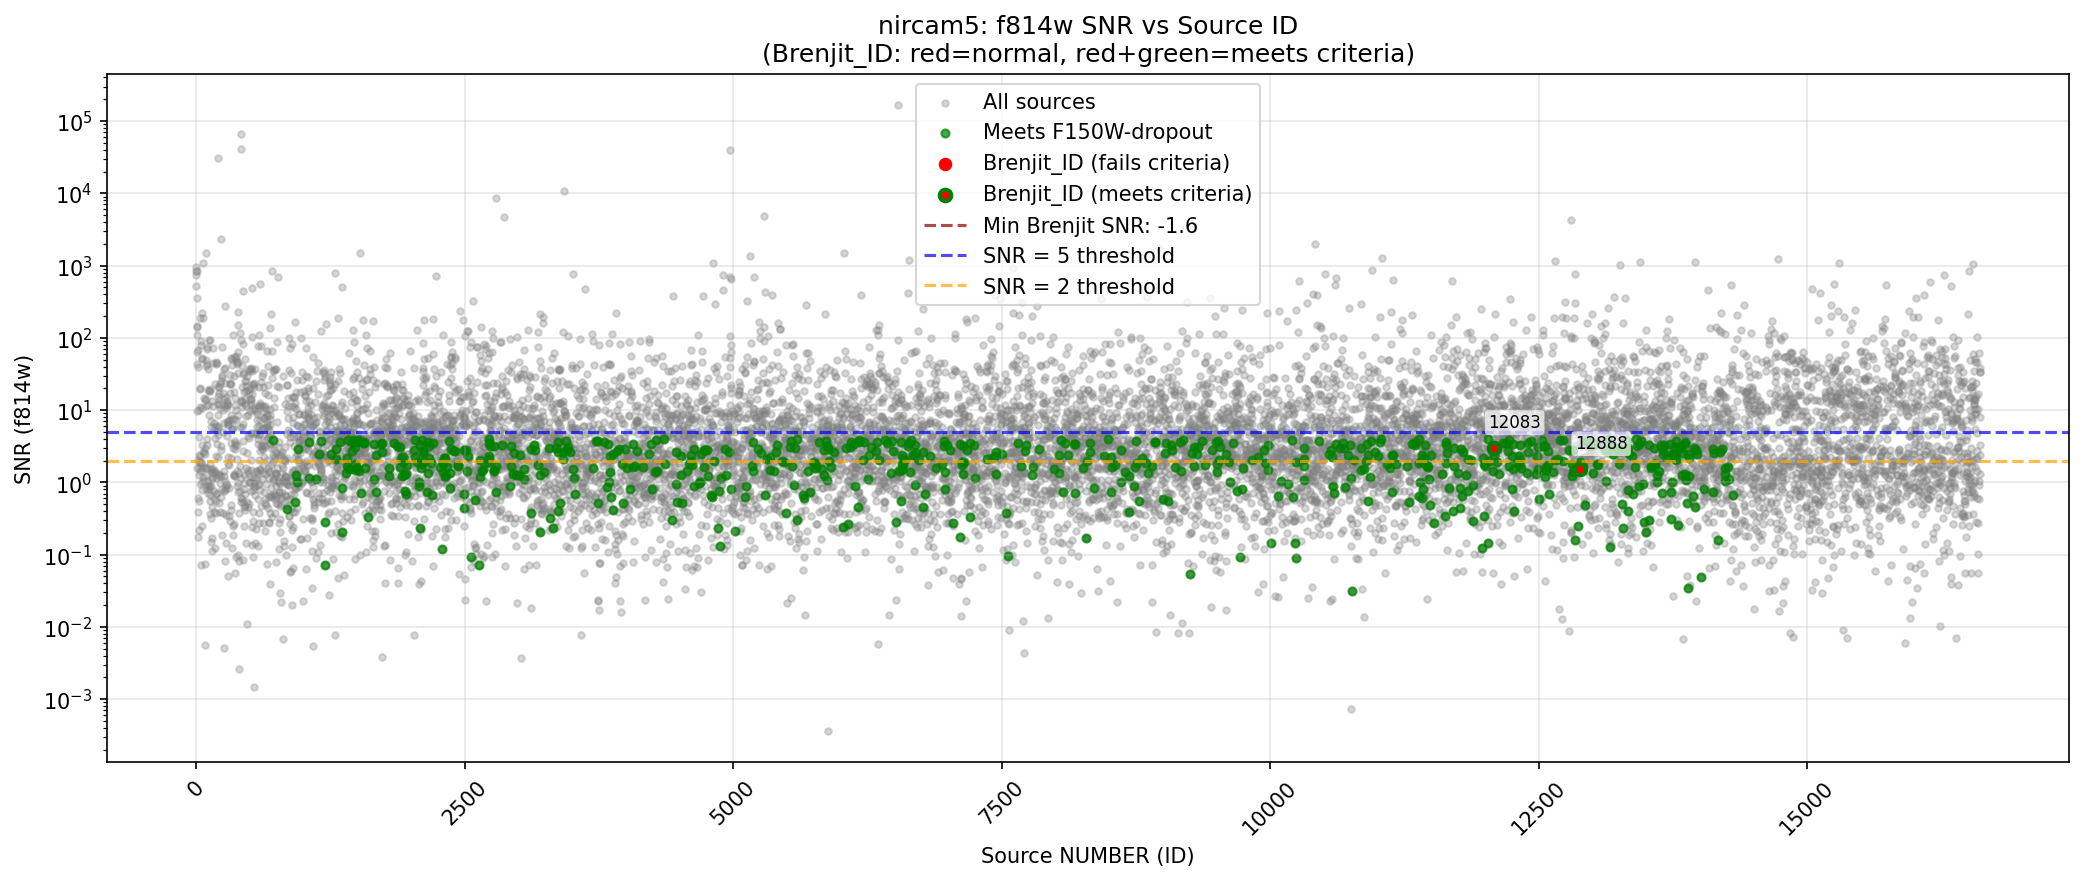 nircam5: f814w SNR vs Source ID
(Brenjit_ID: red=normal, red+green=meets criteria)
All sources
Meets F150W-dropout
Brenjit_ID (fails criteria)
Brenjit_ID (meets criteria)
Min Brenjit SNR: -1.6
SNR = 5 threshold
SNR = 2 threshold
SNR (f814w)
10⁵
10⁴
10³
10²
10¹
10⁰
10⁻¹
10⁻²
10⁻³
12083
12888
0
2500
5000
7500
10000
12500
15000
Source NUMBER (ID)